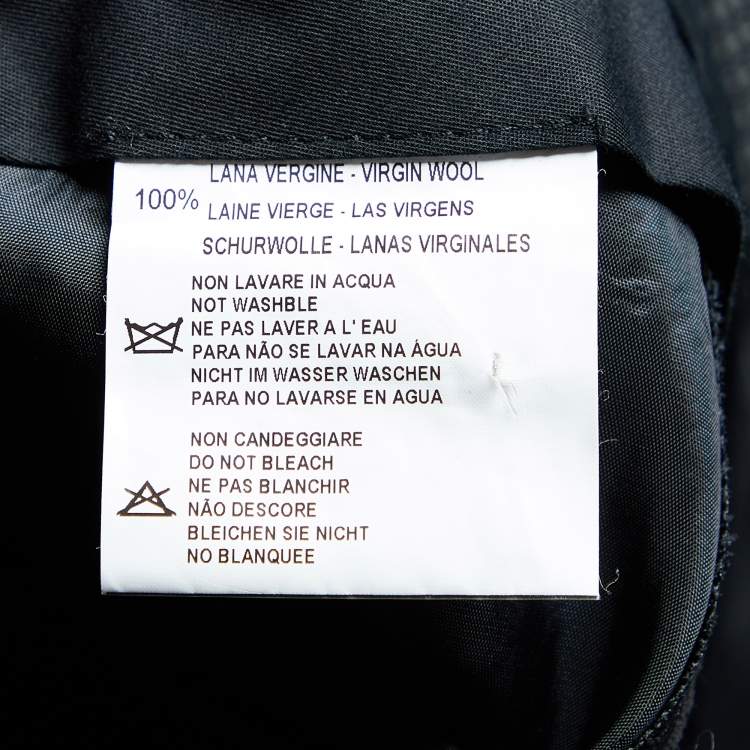 LANA VERGINE - VIRGIN WOOL
100% LAINE VIERGE - LAS VIRGENS
SCHURWOLLE - LANAS VIRGINALES
NON LAVARE IN ACQUA
NOT WASHBLE
NE PAS LAVER A L' EAU
PARA NÃO SE LAVAR NA ÁGUA
NICHT IM WASSER WASCHEN
PARA NO LAVARSE EN AGUA
NON CANDEGGIARE
DO NOT BLEACH
NE PAS BLANCHIR
NÃO DESCORE
BLEICHEN SIE NICHT
NO BLANQUEE